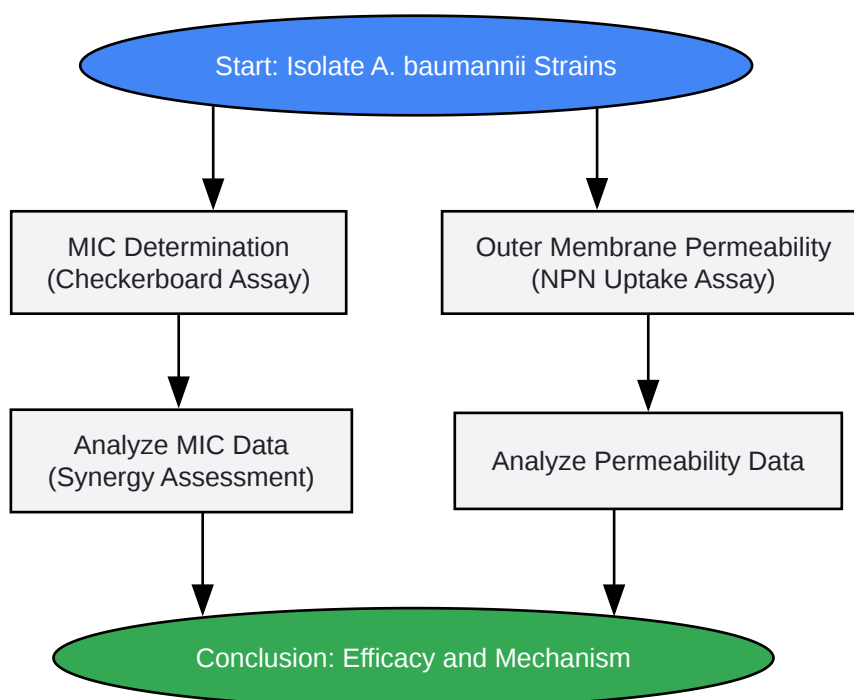 Start: Isolate A. baumannii Strains
MIC Determination
(Checkerboard Assay)
Outer Membrane Permeability
(NPN Uptake Assay)
Analyze MIC Data
(Synergy Assessment)
Analyze Permeability Data
Conclusion: Efficacy and Mechanism